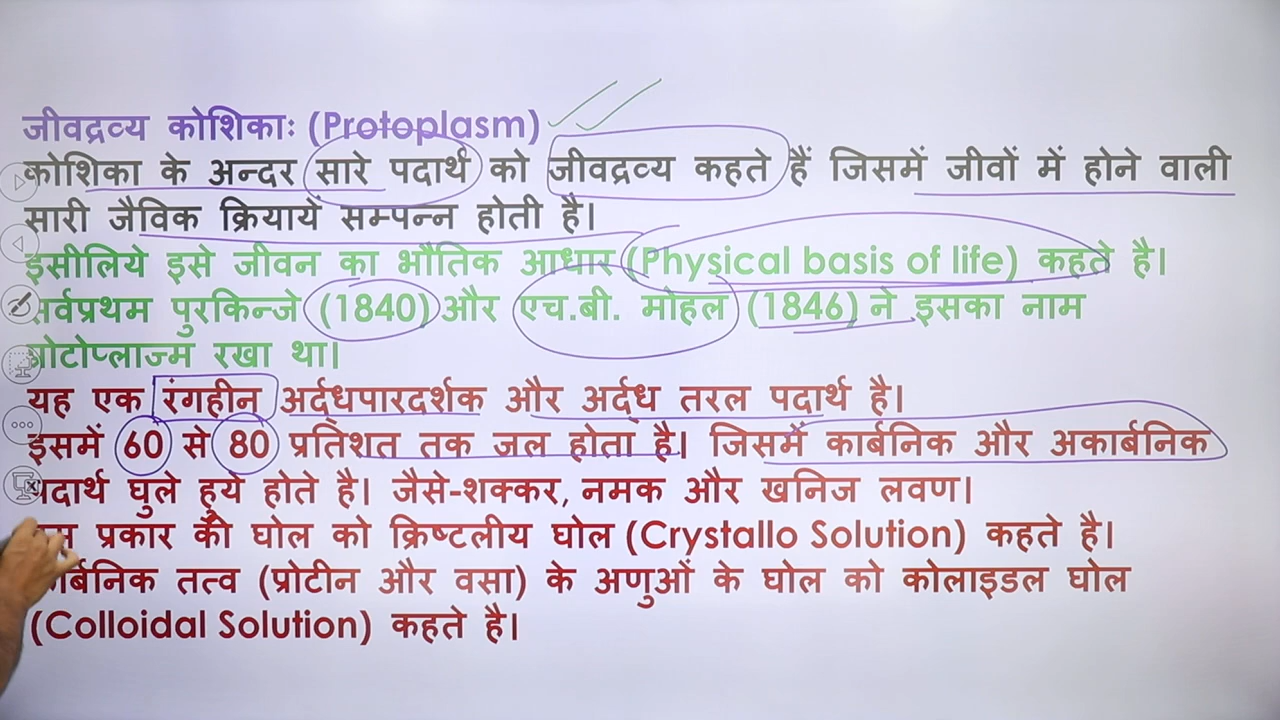 जीवद्रव्य कोशिकाः (Protoplasm)
कोशिका के अन्दर सारे पदार्थ को जीवद्रव्य कहते हैं जिसमें जीवों में होने वाली
सारी जैविक क्रियायें सम्पन्न होती है।
इसीलिये इसे जीवन का भौतिक आधार (Physical basis of life) कहते है।
सर्वप्रथम पुरकिन्जे (1840) और एच.बी. मोहल (1846) ने इसका नाम
प्रोटोप्लाज्म रखा था।
यह एक रंगहीन अर्द्धपारदर्शक और अर्द्ध तरल पदार्थ है।
इसमें 60 से 80 प्रतिशत तक जल होता है। जिसमें कार्बनिक और अकार्बनिक
पदार्थ घुले हुये होते है। जैसे-शक्कर, नमक और खनिज लवण।
प्रकार की घोल को क्रिष्टलीय घोल (Crystallo Solution) कहते है।
कार्बनिक तत्व (प्रोटीन और वसा) के अणुओं के घोल को कोलाइडल घोल
(Colloidal Solution) कहते है।